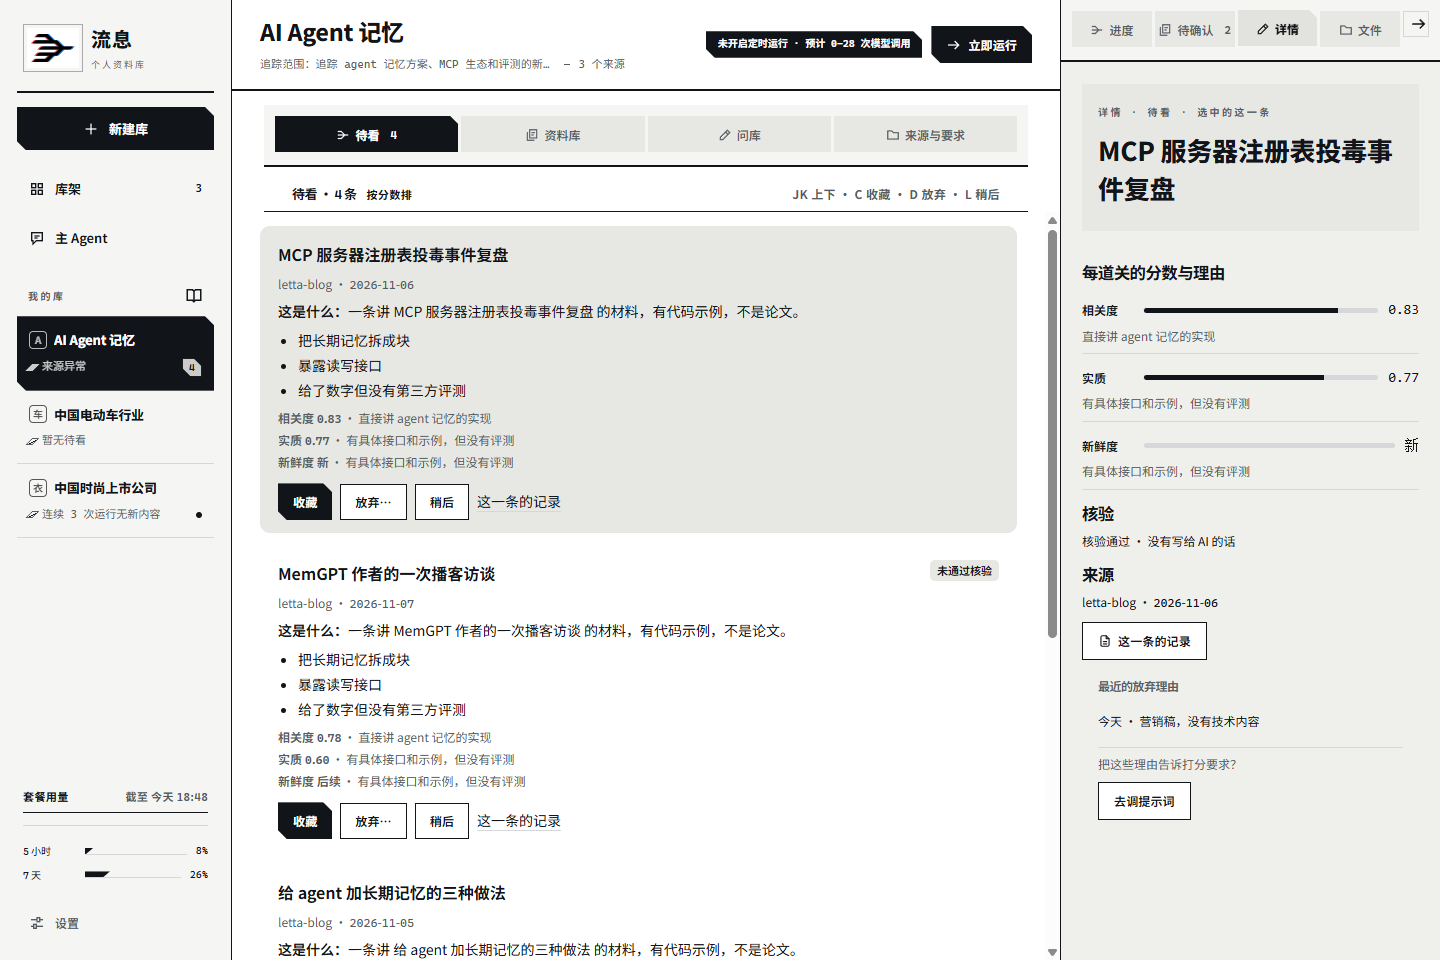 流息
个人资料库
新建库
库架 3
主 Agent
我的库
A AI Agent 记忆
来源异常 4
车 中国电动车行业
暂无待看
衣 中国时尚上市公司
连续 3 次运行无新内容
套餐用量 截至 今天 18:48
5 小时 8%
7 天 26%
设置
AI Agent 记忆
追踪范围：追踪 agent 记忆方案、MCP 生态和评测的新… — 3 个来源
未开启定时运行 · 预计 0–28 次模型调用
立即运行
待看 4
资料库
问库
来源与要求
待看 · 4 条 按分数排
JK 上下 · C 收藏 · D 放弃 · L 稍后
MCP 服务器注册表投毒事件复盘
letta-blog · 2026-11-06
这是什么：一条讲 MCP 服务器注册表投毒事件复盘 的材料，有代码示例，不是论文。
• 把长期记忆拆成块
• 暴露读写接口
• 给了数字但没有第三方评测
相关度 0.83 · 直接讲 agent 记忆的实现
实质 0.77 · 有具体接口和示例，但没有评测
新鲜度 新 · 有具体接口和示例，但没有评测
收藏 放弃… 稍后 这一条的记录
MemGPT 作者的一次播客访谈
未通过核验
letta-blog · 2026-11-07
这是什么：一条讲 MemGPT 作者的一次播客访谈 的材料，有代码示例，不是论文。
• 把长期记忆拆成块
• 暴露读写接口
• 给了数字但没有第三方评测
相关度 0.78 · 直接讲 agent 记忆的实现
实质 0.60 · 有具体接口和示例，但没有评测
新鲜度 后续 · 有具体接口和示例，但没有评测
收藏 放弃… 稍后 这一条的记录
给 agent 加长期记忆的三种做法
letta-blog · 2026-11-05
这是什么：一条讲 给 agent 加长期记忆的三种做法 的材料，有代码示例，不是论文。
进度
待确认 2
详情
文件
详情 · 待看 · 选中的这一条
MCP 服务器注册表投毒事
件复盘
每道关的分数与理由
相关度 0.83
直接讲 agent 记忆的实现
实质 0.77
有具体接口和示例，但没有评测
新鲜度 新
有具体接口和示例，但没有评测
核验
核验通过 · 没有写给 AI 的话
来源
letta-blog · 2026-11-06
这一条的记录
最近的放弃理由
今天 · 营销稿，没有技术内容
把这些理由告诉打分要求？
去调提示词